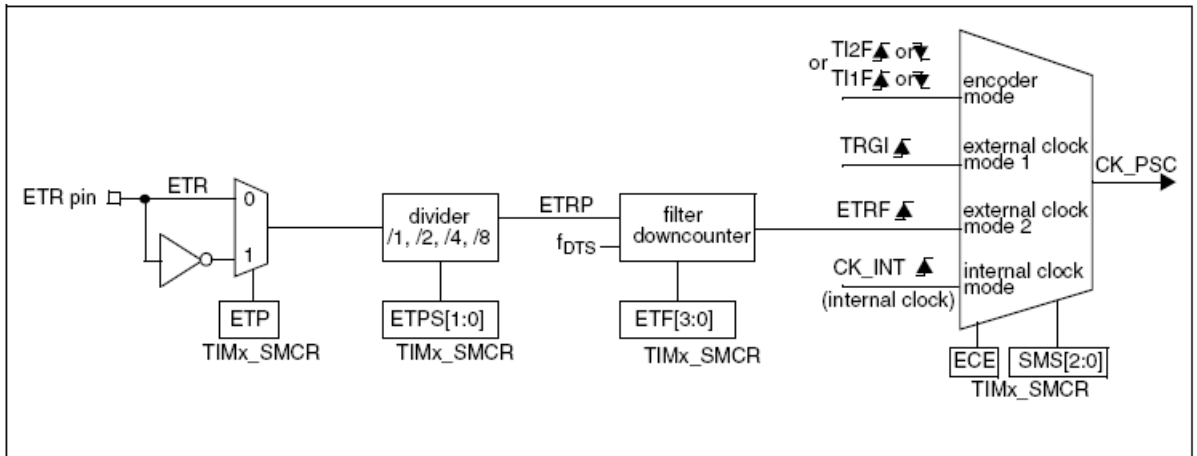 ETR pin
ETR
0
1
ETP
TIMx_SMCR
divider
/1, /2, /4, /8
ETPS[1:0]
TIMx_SMCR
ETRP
fDTS
filter
downcounter
ETF[3:0]
TIMx_SMCR
TI2F or
or TI1F or
encoder
mode
TRGI
external clock
mode 1
ETRF
external clock
mode 2
CK_INT
(internal clock)
internal clock
mode
CK_PSC
ECE
SMS[2:0]
TIMx_SMCR